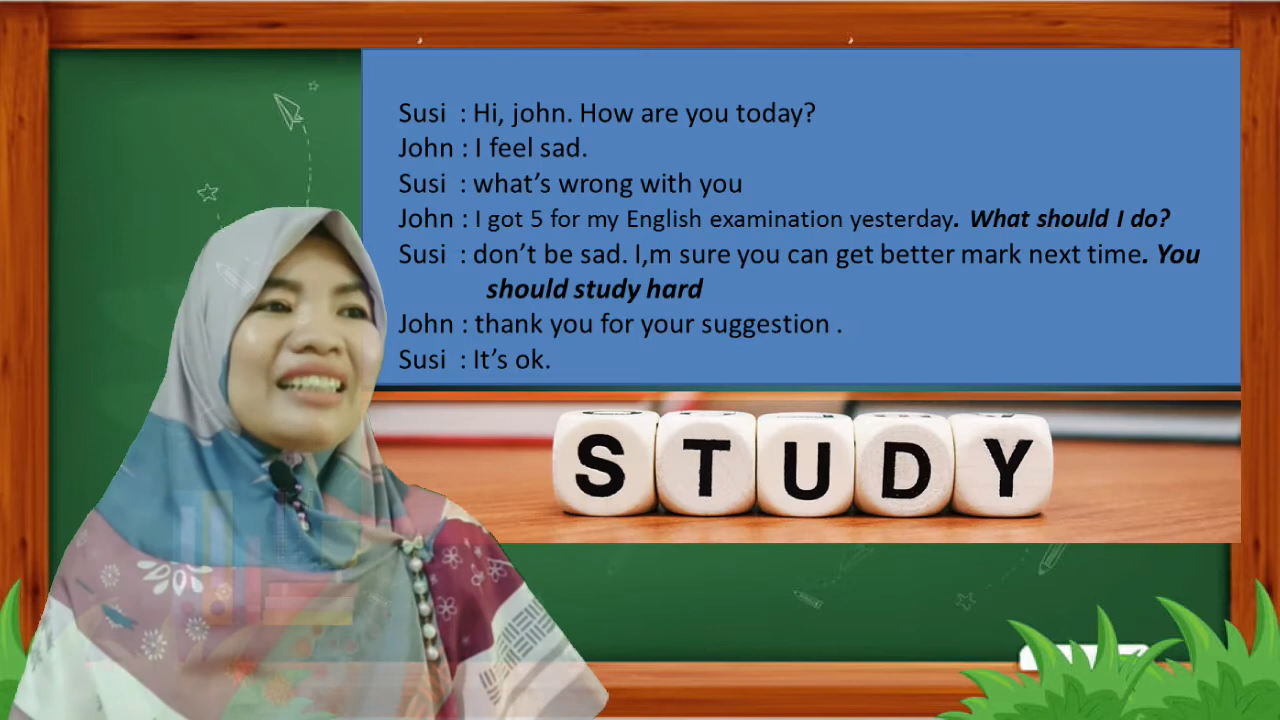 Susi : Hi, john. How are you today?
John : I feel sad.
Susi : what's wrong with you
John : I got 5 for my English examination yesterday. What should I do?
Susi : don't be sad. I,m sure you can get better mark next time. You
should study hard
John : thank you for your suggestion .
Susi : It's ok.
STUDY